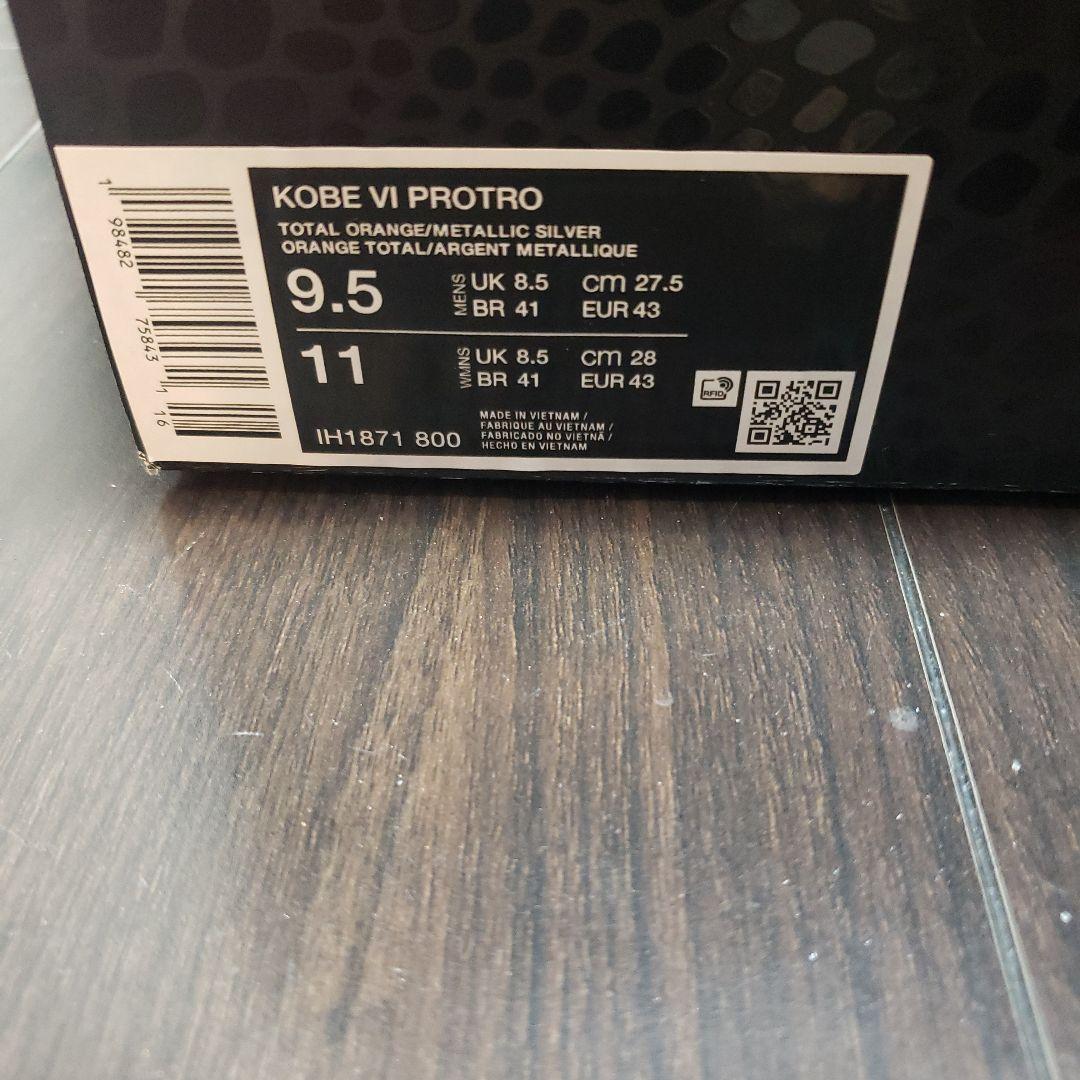 KOBE VI PROTRO
TOTAL ORANGE/METALLIC SILVER
ORANGE TOTAL/ARGENT METALLIQUE
9.5 MENS UK 8.5 cm 27.5
BR 41 EUR 43
11 WMNS UK 8.5 cm 28
BR 41 EUR 43
RFID
IH1871 800
MADE IN VIETNAM /
FABRIQUE AU VIETNAM /
FABRICADO NO VIETNÃ /
HECHO EN VIETNAM
1 98482 75843 1 16